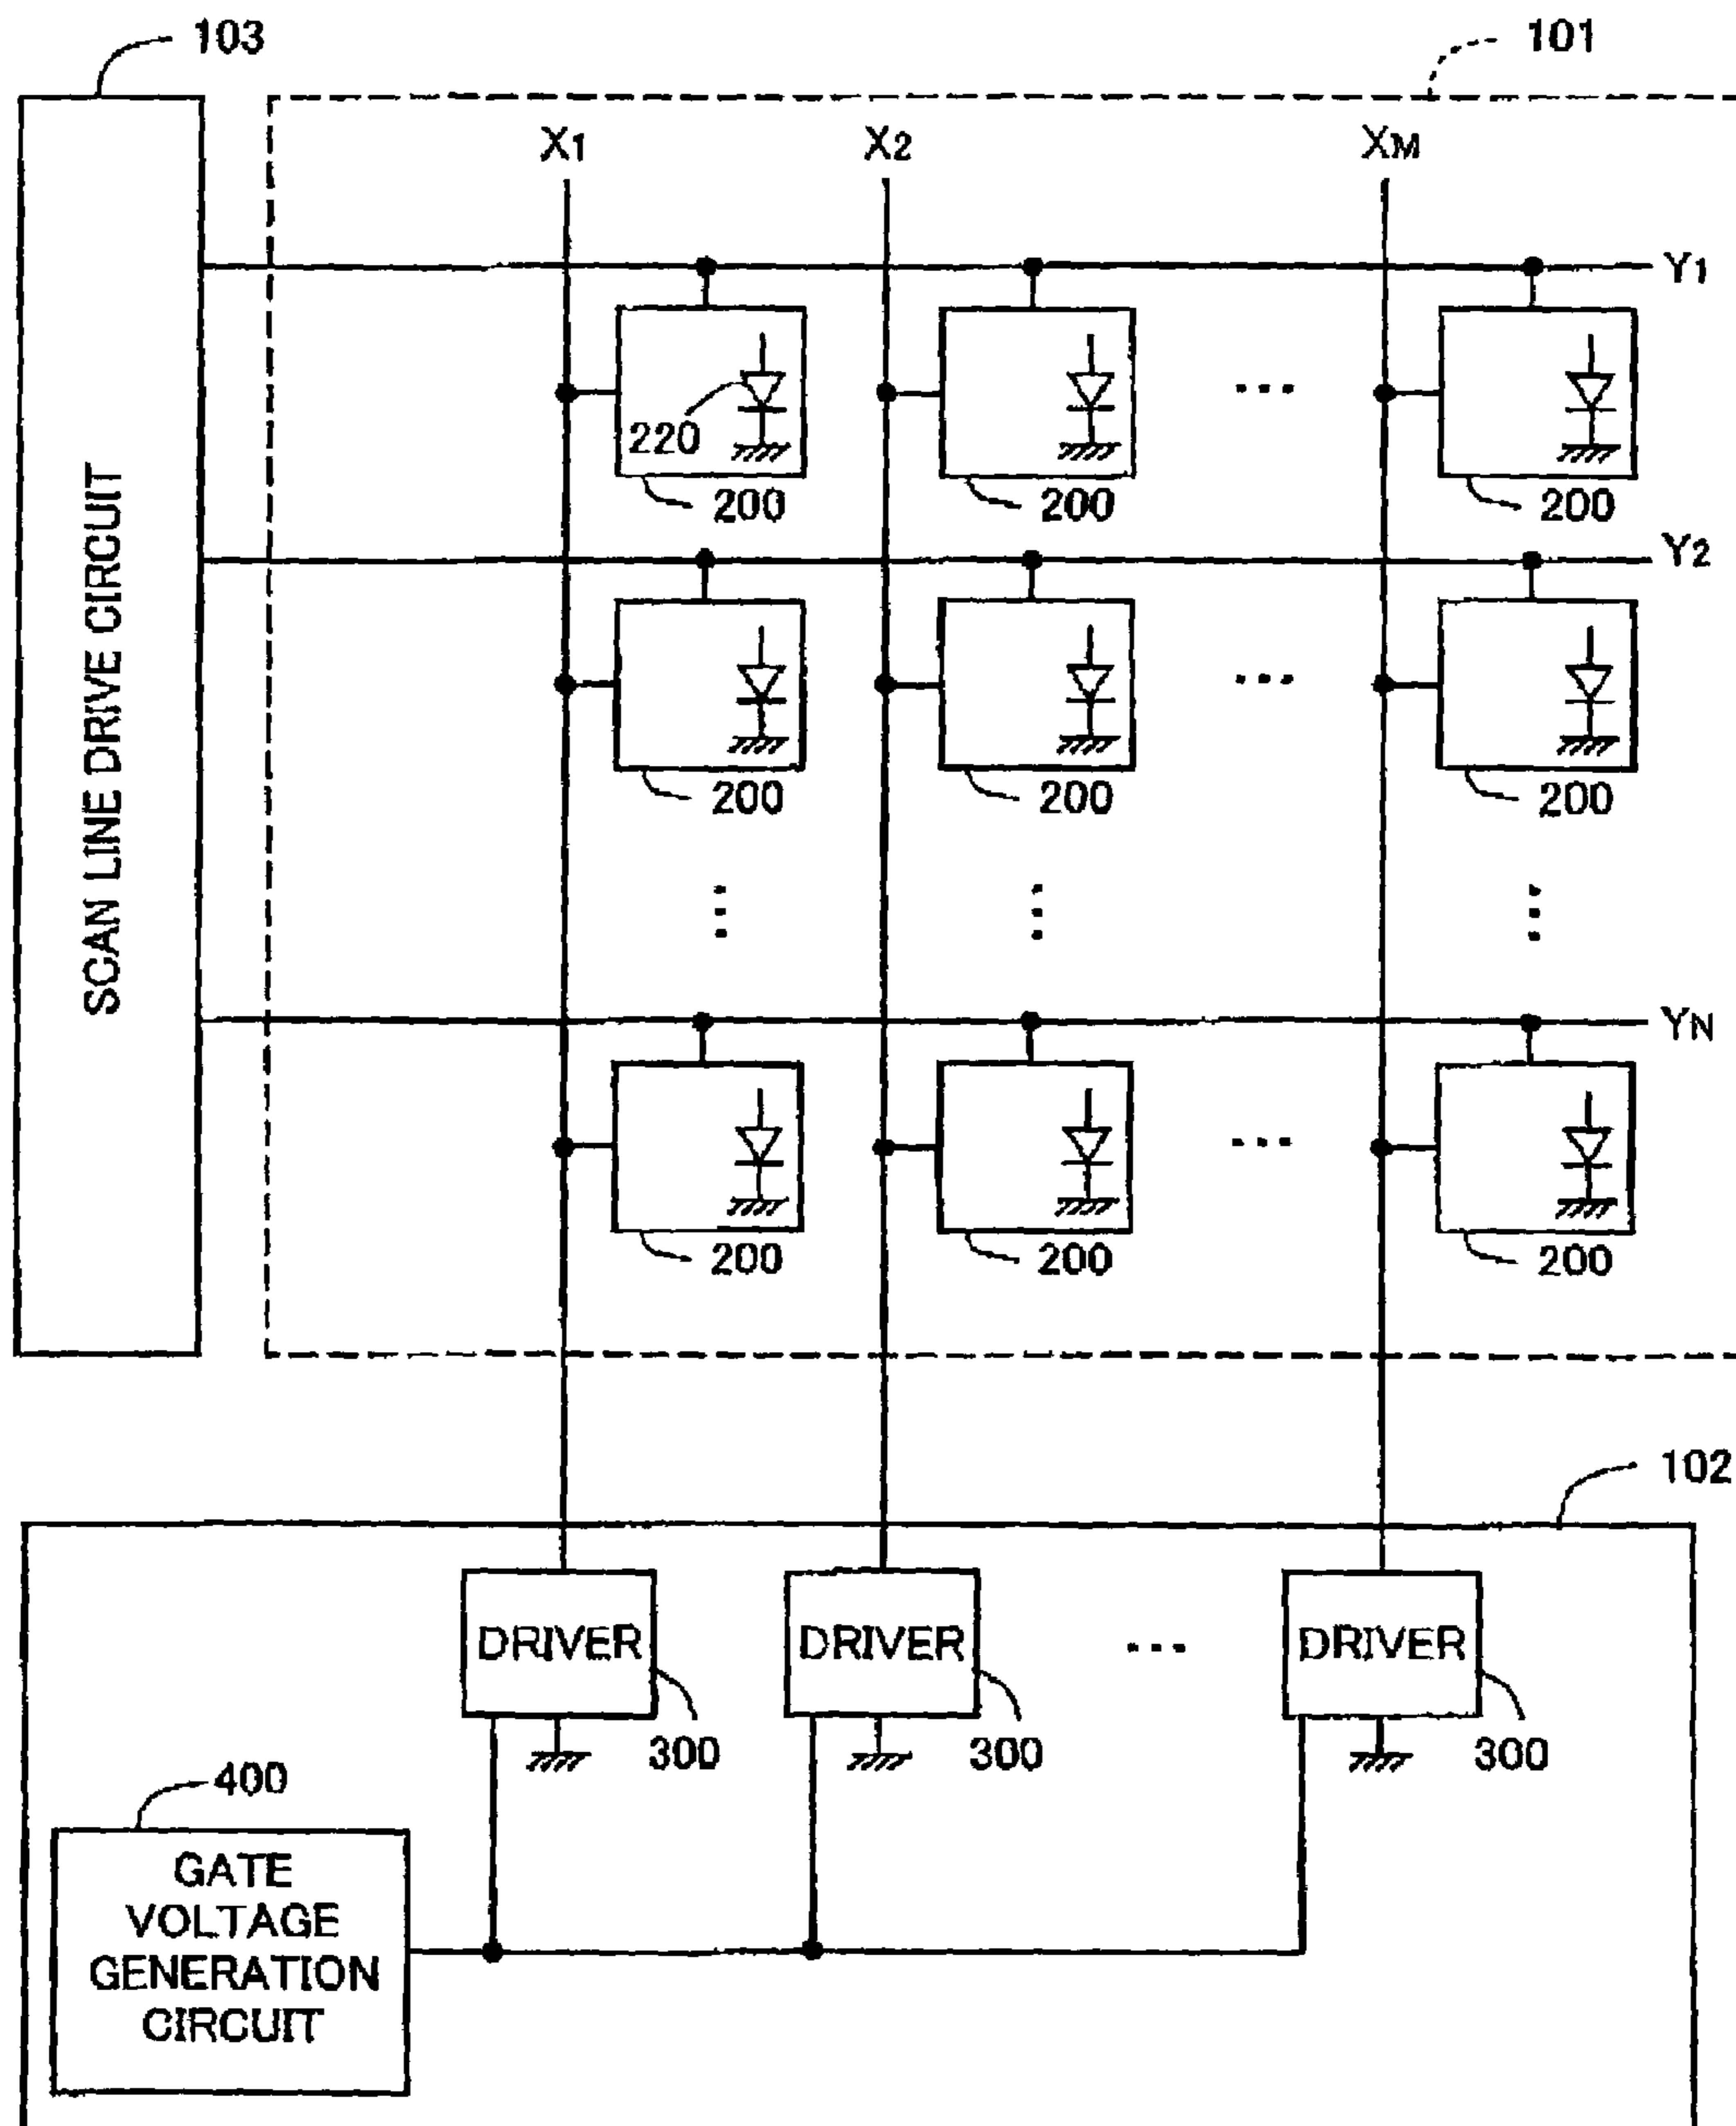 103
101
X1 X2 XM
Y1
220
200 200 200
Y2
SCAN LINE DRIVE CIRCUIT
200 200 200
YN
200 200 200
102
DRIVER DRIVER DRIVER
300 300 300
400
GATE
VOLTAGE
GENERATION
CIRCUIT